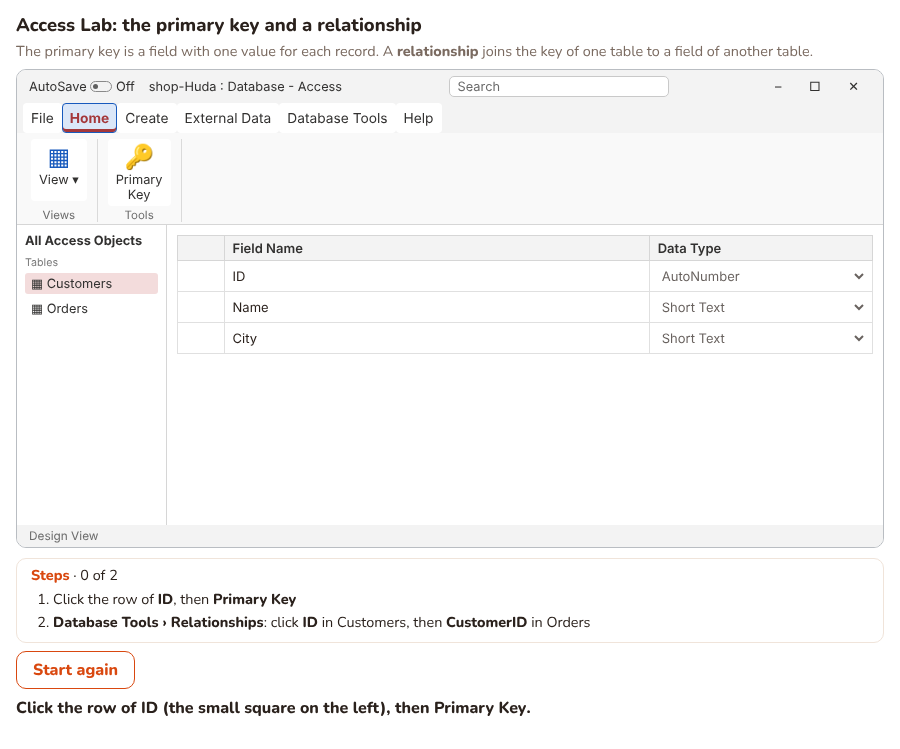 Access Lab: the primary key and a relationship
The primary key is a field with one value for each record. A relationship joins the key of one table to a field of another table.
AutoSave Off shop-Huda : Database - Access Search
File Home Create External Data Database Tools Help
View ▾
Primary
Key
Views Tools
All Access Objects
Tables
Customers
Orders
Field Name Data Type
ID AutoNumber
Name Short Text
City Short Text
Design View
Steps · 0 of 2
1. Click the row of ID, then Primary Key
2. Database Tools › Relationships: click ID in Customers, then CustomerID in Orders
Start again
Click the row of ID (the small square on the left), then Primary Key.